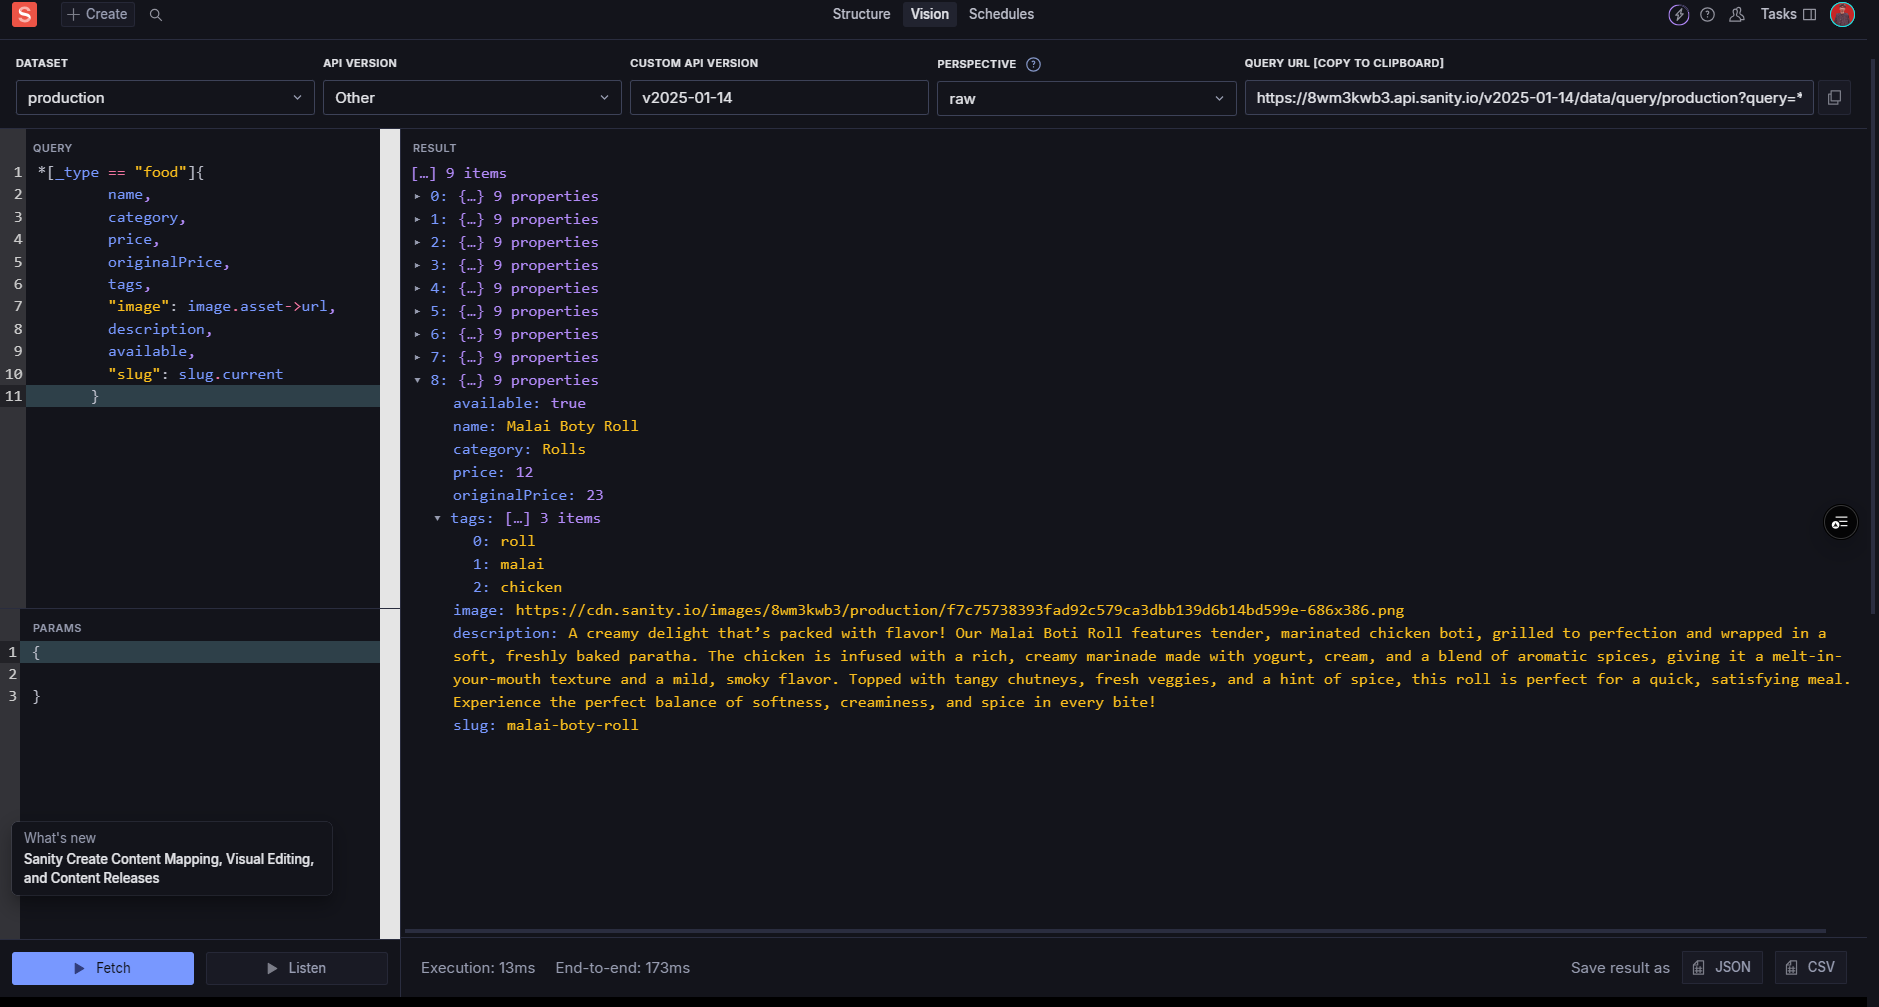 S
Create
Structure
Vision
Schedules
Tasks
DATASET
API VERSION
CUSTOM API VERSION
PERSPECTIVE
QUERY URL [COPY TO CLIPBOARD]
production
Other
v2025-01-14
raw
https://8wm3kwb3.api.sanity.io/v2025-01-14/data/query/production?query=*
QUERY
1 *[_type == "food"]{
2 name,
3 category,
4 price,
5 originalPrice,
6 tags,
7 "image": image.asset->url,
8 description,
9 available,
10 "slug": slug.current
11 }
PARAMS
1 {
2
3 }
What's new
Sanity Create Content Mapping, Visual Editing,
and Content Releases
Fetch
Listen
RESULT
[…] 9 items
0: {…} 9 properties
1: {…} 9 properties
2: {…} 9 properties
3: {…} 9 properties
4: {…} 9 properties
5: {…} 9 properties
6: {…} 9 properties
7: {…} 9 properties
8: {…} 9 properties
available: true
name: Malai Boty Roll
category: Rolls
price: 12
originalPrice: 23
tags: […] 3 items
0: roll
1: malai
2: chicken
image: https://cdn.sanity.io/images/8wm3kwb3/production/f7c75738393fad92c579ca3dbb139d6b14bd599e-686x386.png
description: A creamy delight that’s packed with flavor! Our Malai Boti Roll features tender, marinated chicken boti, grilled to perfection and wrapped in a
soft, freshly baked paratha. The chicken is infused with a rich, creamy marinade made with yogurt, cream, and a blend of aromatic spices, giving it a melt-in-
your-mouth texture and a mild, smoky flavor. Topped with tangy chutneys, fresh veggies, and a hint of spice, this roll is perfect for a quick, satisfying meal.
Experience the perfect balance of softness, creaminess, and spice in every bite!
slug: malai-boty-roll
Execution: 13ms
End-to-end: 173ms
Save result as
JSON
CSV